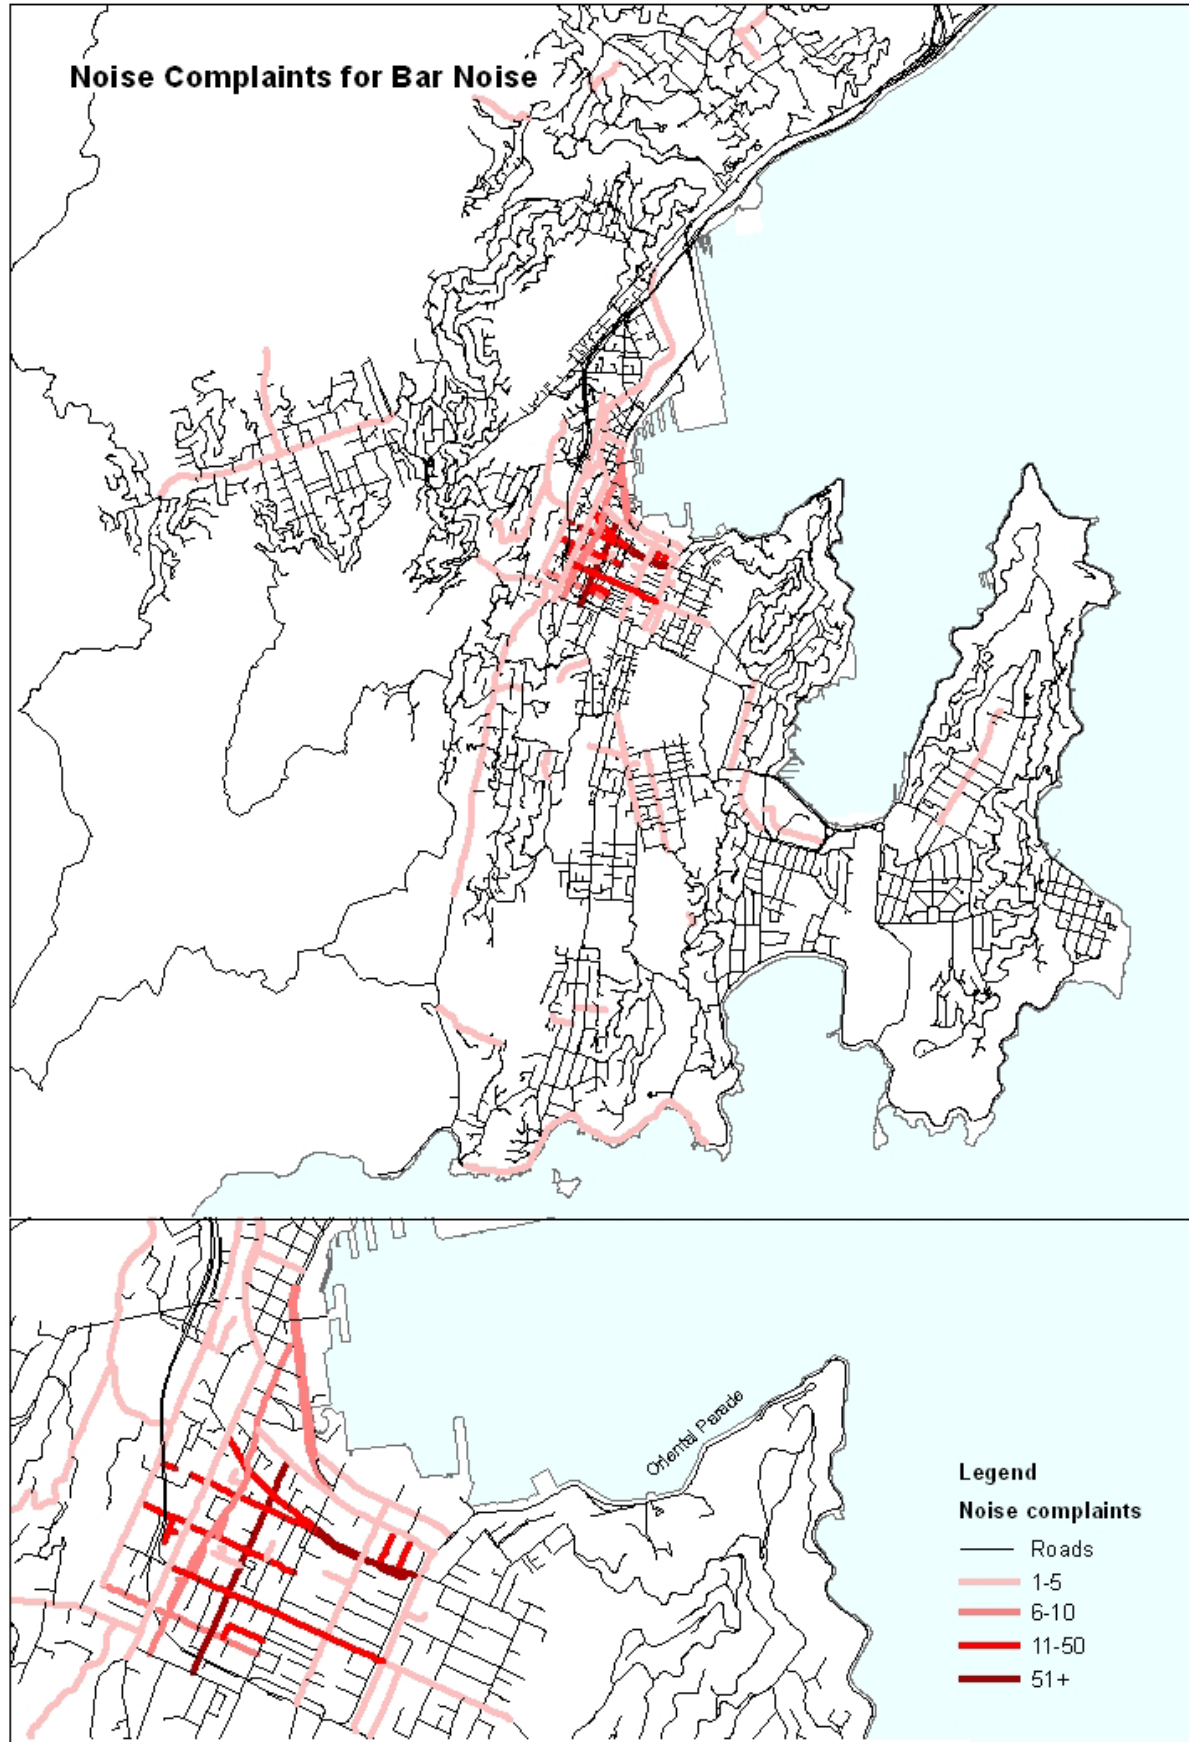 Noise Complaints for Bar Noise
Oriental Parade
Legend
Noise complaints
Roads
1-5
6-10
11-50
51+